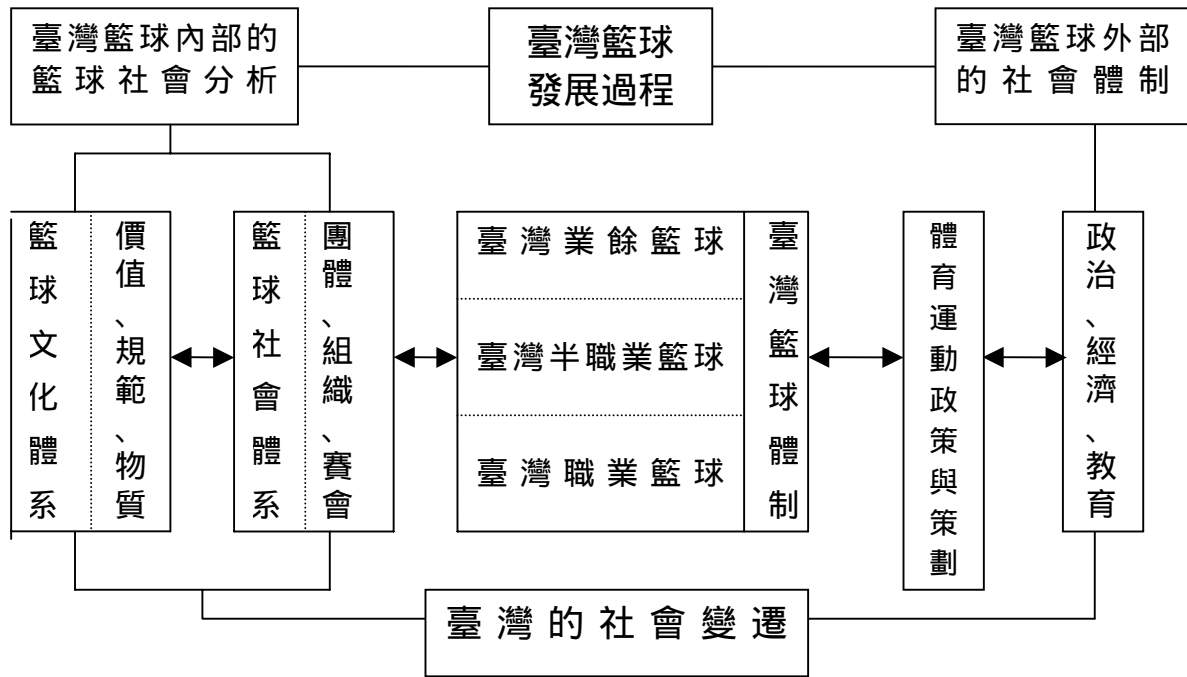 臺灣籃球內部的
籃球社會分析
臺灣籃球
發展過程
臺灣籃球外部
的社會體制
籃球文化體系
價值、規範、物質
籃球社會體系
團體、組織、賽會
臺灣業餘籃球
臺灣半職業籃球
臺灣職業籃球
臺灣籃球體制
體育運動政策與策劃
政治、經濟、教育
臺灣的社會變遷